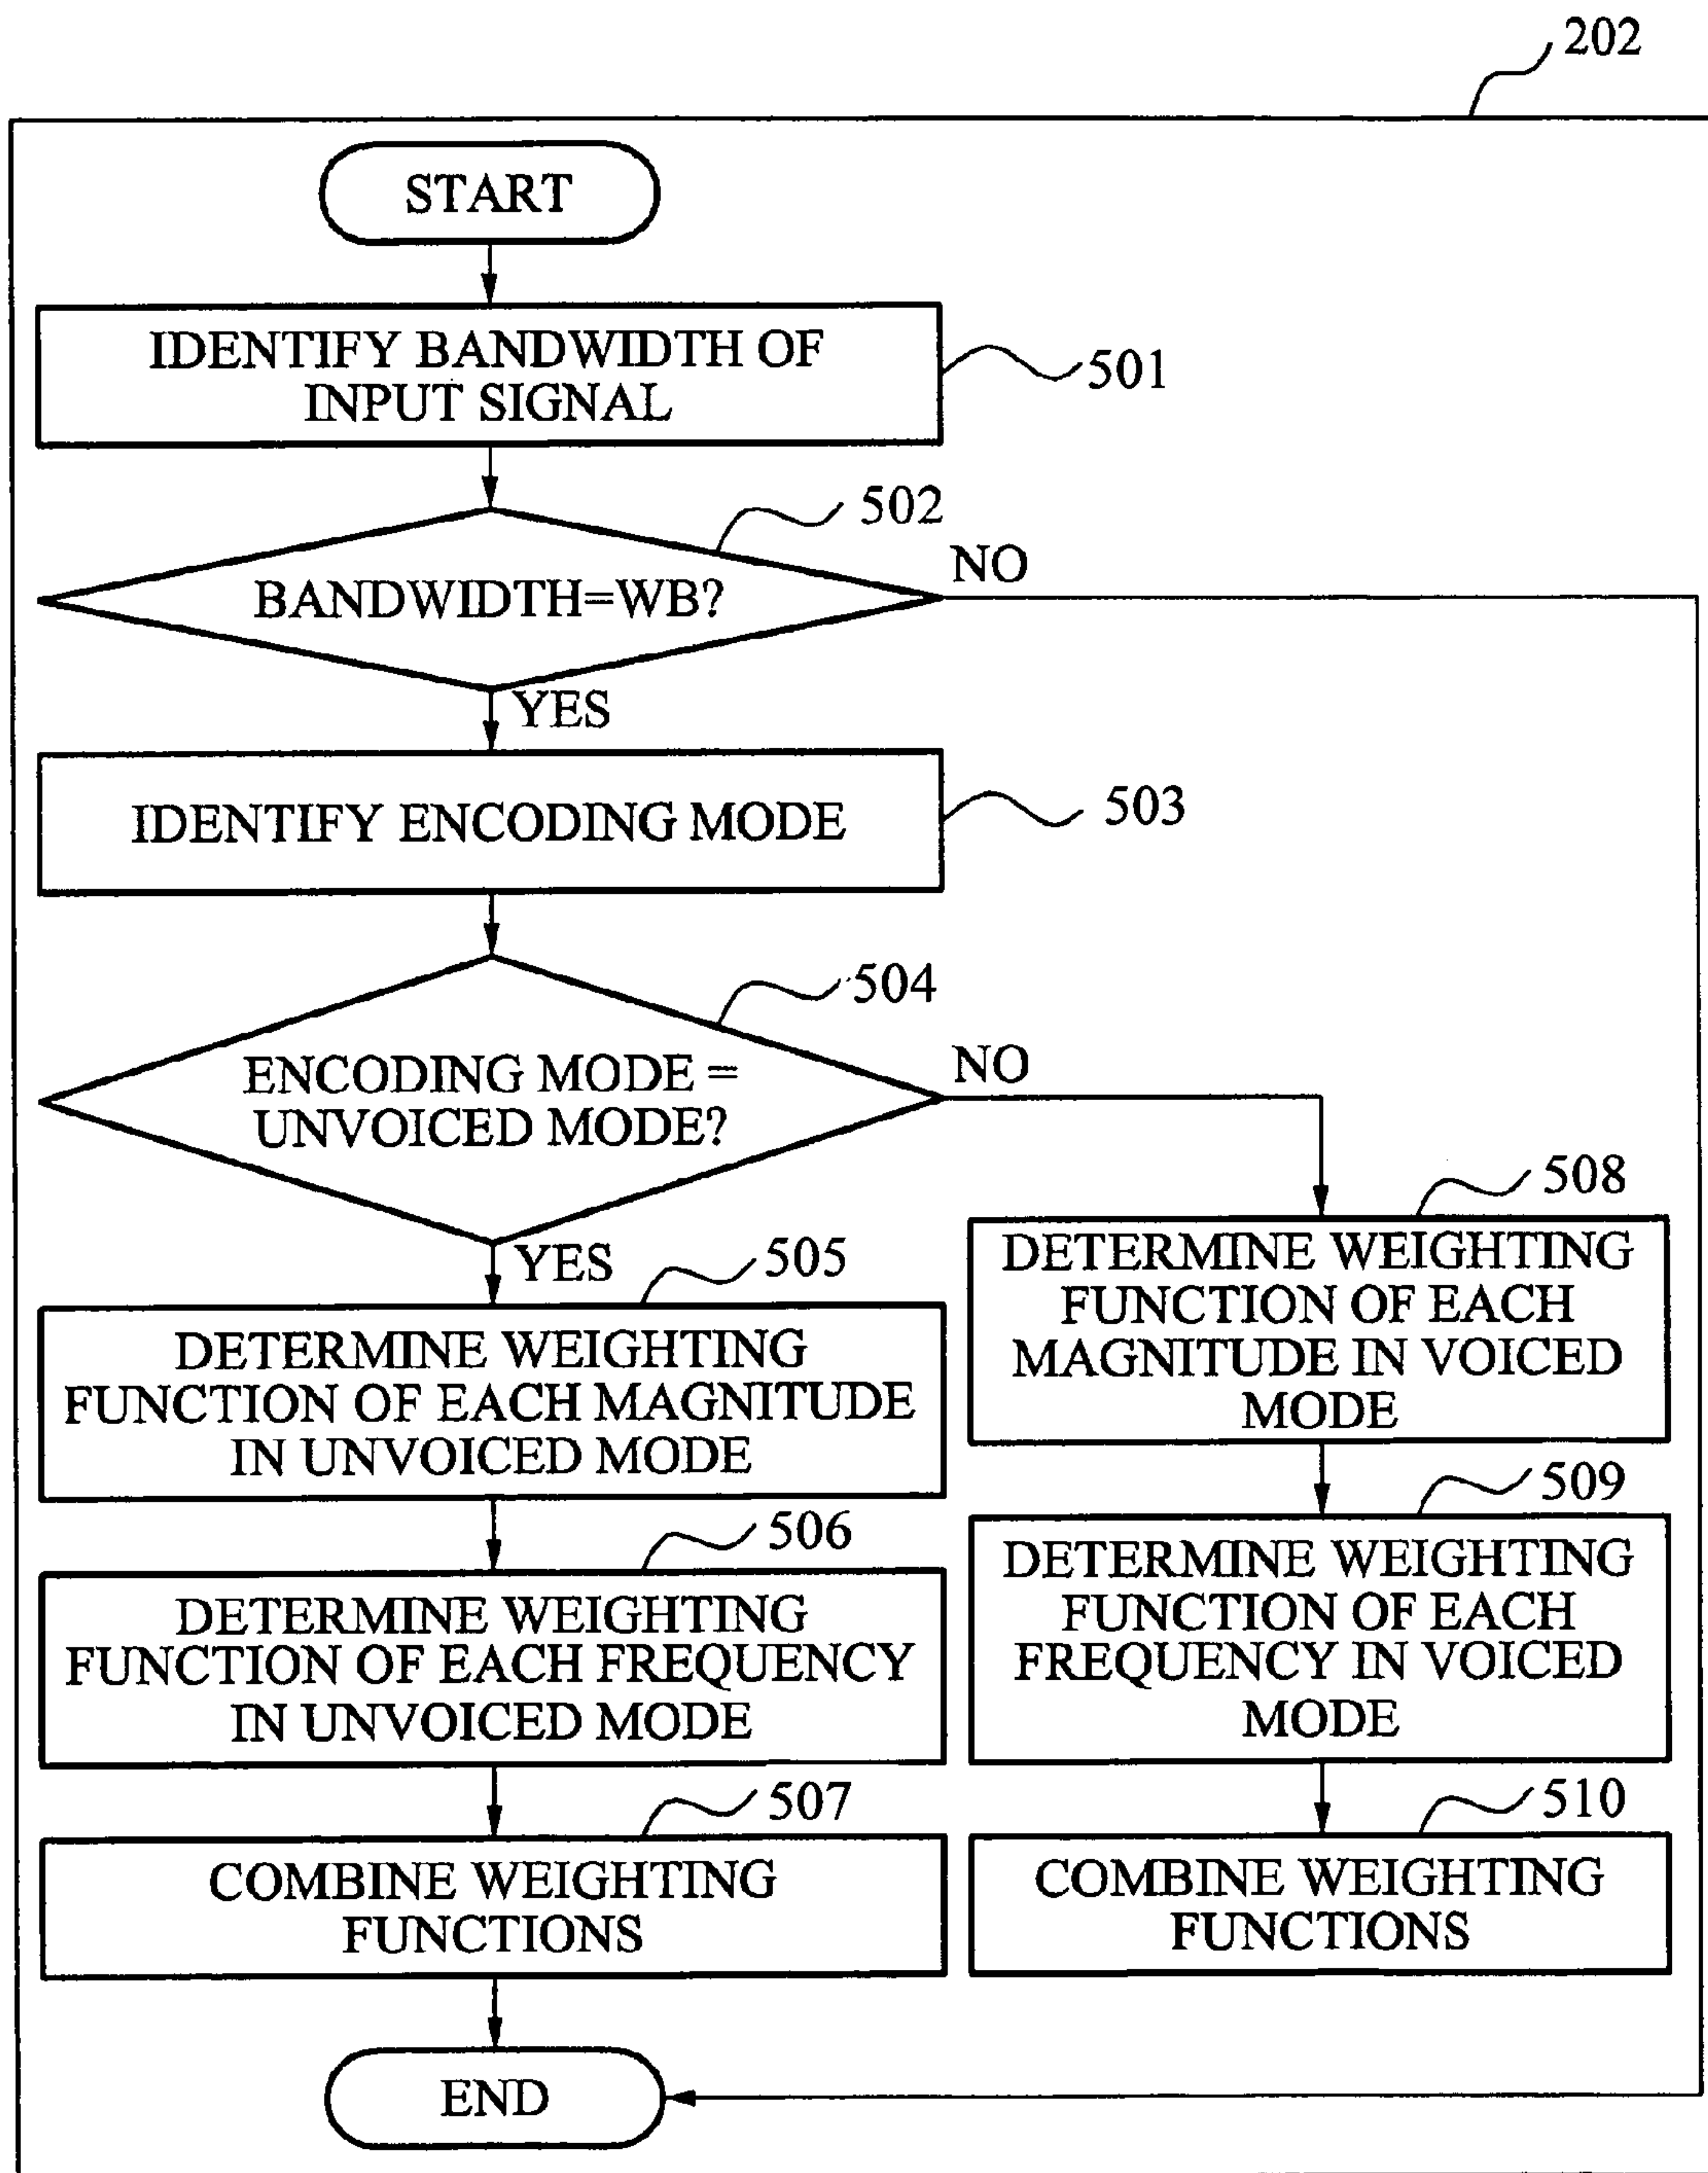 202
START
IDENTIFY BANDWIDTH OF
INPUT SIGNAL
501
502
BANDWIDTH=WB?
NO
YES
IDENTIFY ENCODING MODE
503
504
ENCODING MODE =
UNVOICED MODE?
NO
YES
505
DETERMINE WEIGHTING
FUNCTION OF EACH MAGNITUDE
IN UNVOICED MODE
506
DETERMINE WEIGHTING
FUNCTION OF EACH FREQUENCY
IN UNVOICED MODE
507
COMBINE WEIGHTING
FUNCTIONS
508
DETERMINE WEIGHTING
FUNCTION OF EACH
MAGNITUDE IN VOICED
MODE
509
DETERMINE WEIGHTING
FUNCTION OF EACH
FREQUENCY IN VOICED
MODE
510
COMBINE WEIGHTING
FUNCTIONS
END